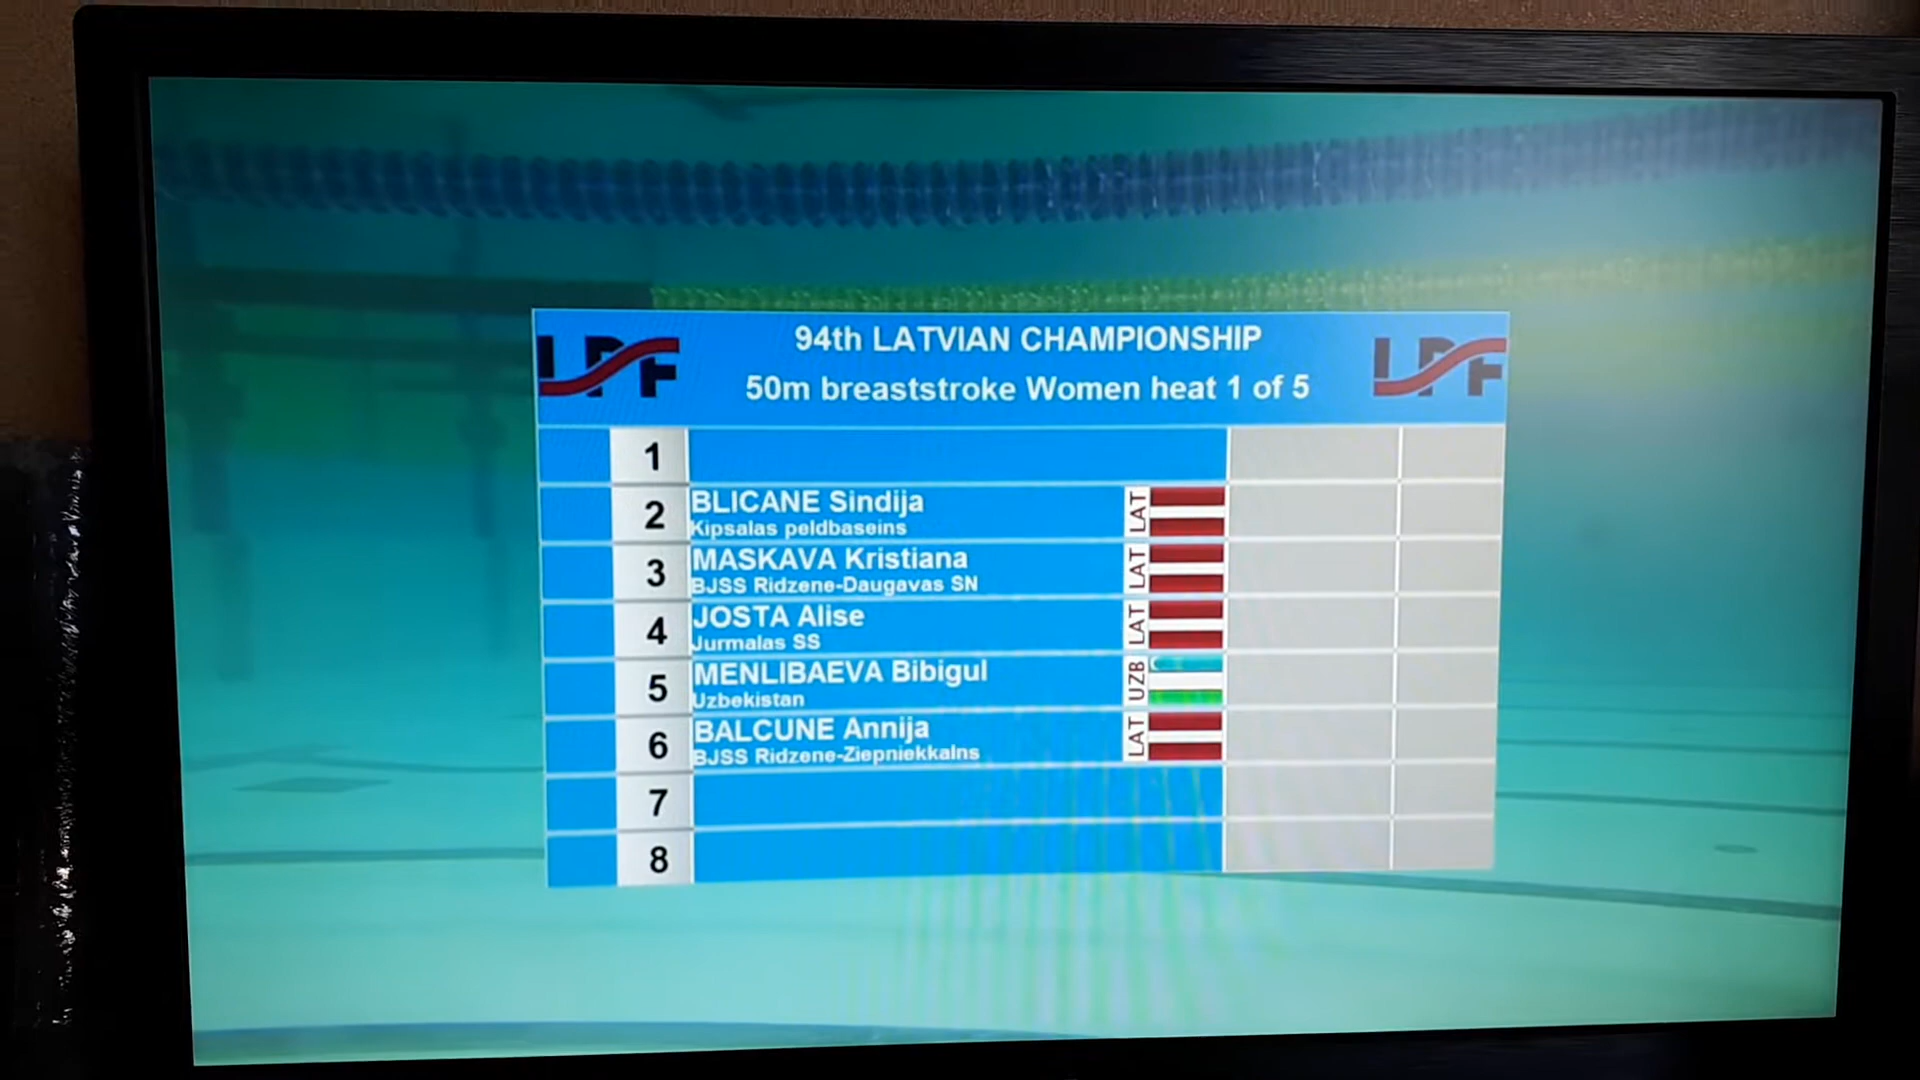 LPF
94th LATVIAN CHAMPIONSHIP
LPF
50m breaststroke Women heat 1 of 5
1
2 BLICANE Sindija LAT
Kipsalas peldbaseins
3 MASKAVA Kristiana LAT
BJSS Ridzene-Daugavas SN
4 JOSTA Alise LAT
Jurmalas SS
5 MENLIBAEVA Bibigul UZB
Uzbekistan
6 BALCUNE Annija LAT
BJSS Ridzene-Ziepniekkalns
7
8